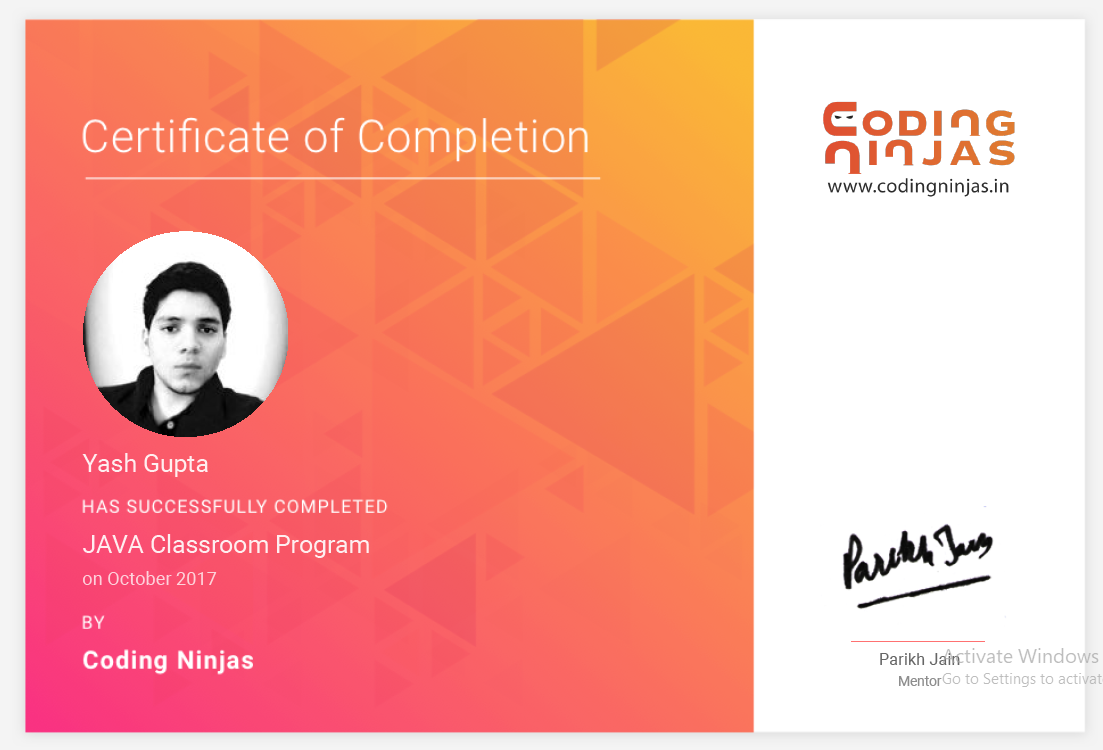 Certificate of Completion
Yash Gupta
HAS SUCCESSFULLY COMPLETED
JAVA Classroom Program
on October 2017
BY
Coding Ninjas
CODING
NINJAS
www.codingninjas.in
Parikh Jain
Parikh Jain
Mentor
Activate Windows
Go to Settings to activat